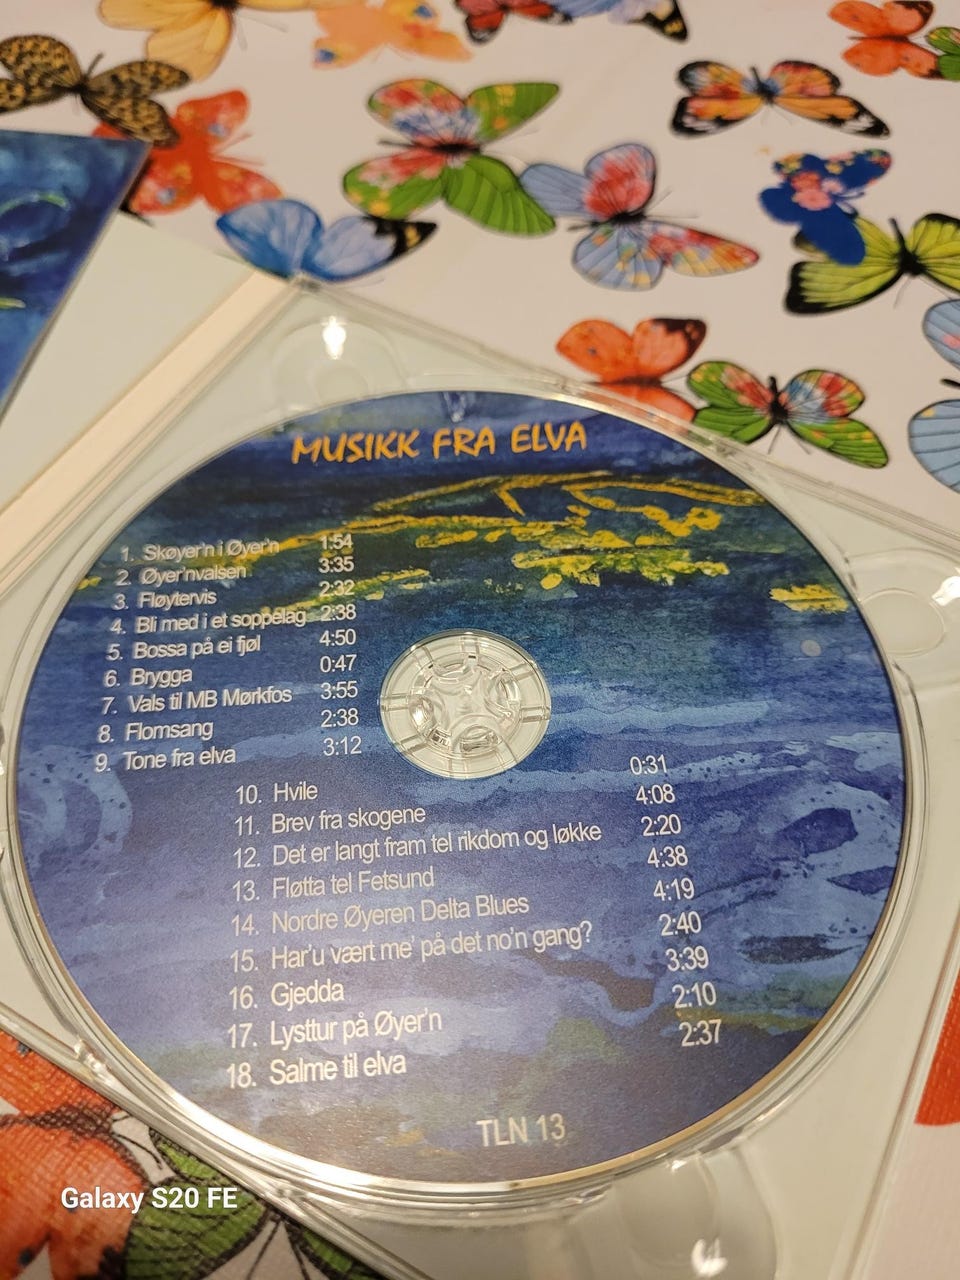 MUSIKK FRA ELVA
1. Skøyer'n i Øyer'n 1:54
2. Øyer'nvalsen 3:35
3. Fløytervis 2:32
4. Bli med i et soppelag 2:38
5. Bossa på ei fjøl 4:50
6. Brygga 0:47
7. Vals til MB Mørkfos 3:55
8. Flomsang 2:38
9. Tone fra elva 3:12
10. Hvile 0:31
11. Brev fra skogene 4:08
12. Det er langt fram tel rikdom og løkke 2:20
13. Fløtta tel Fetsund 4:38
14. Nordre Øyeren Delta Blues 4:19
15. Har'u vært me' på det no'n gang? 2:40
16. Gjedda 3:39
17. Lysttur på Øyer'n 2:10
18. Salme til elva 2:37
TLN 13
Galaxy S20 FE